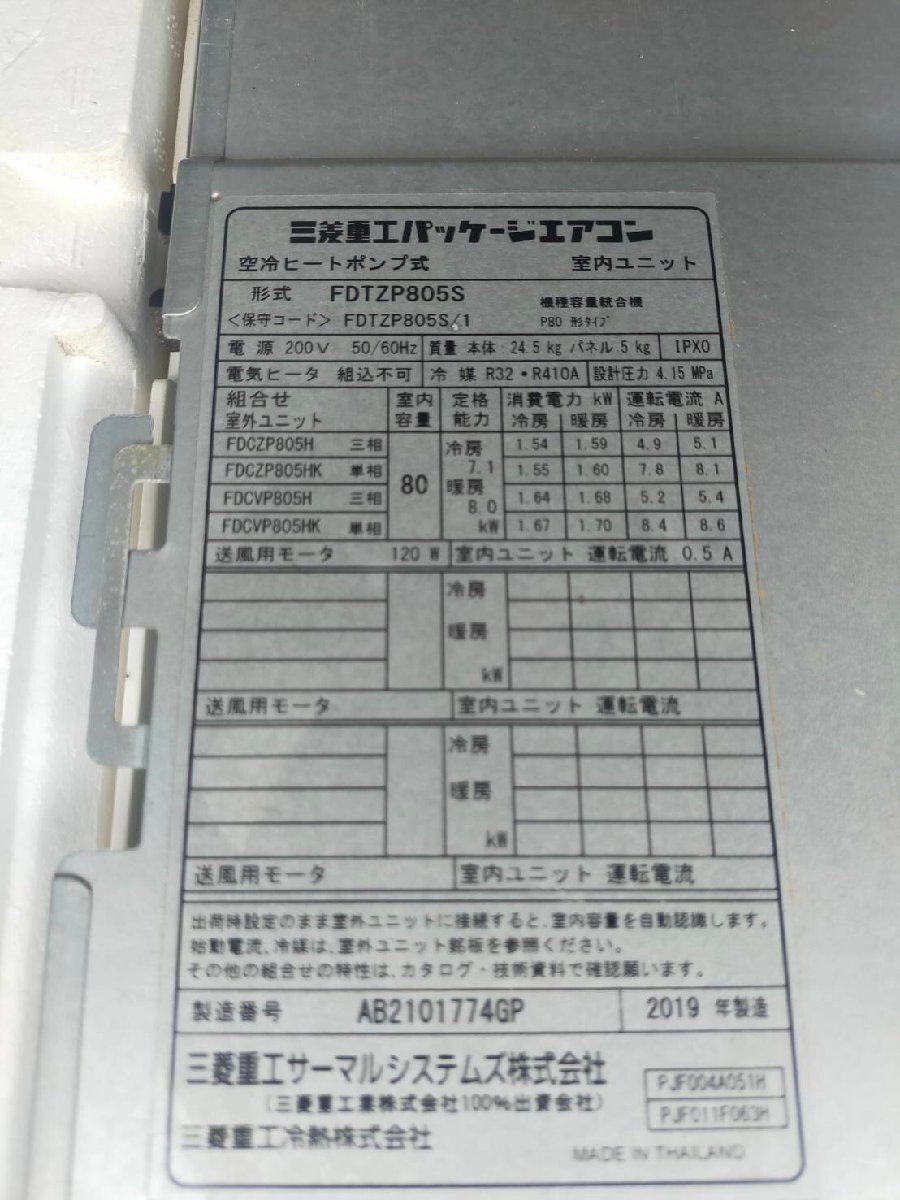 三菱重工パッケージエアコン
空冷ヒートポンプ式 室内ユニット
形式 FDTZP805S 機種容量統合機
<保守コード> FDTZP805S/1 P80 形タイプ
電源 200V 50/60Hz 質量 本体 24.5kg パネル 5kg IPX0
電気ヒータ 組込不可 冷媒 R32・R410A 設計圧力 4.15 MPa
組合せ 室内 定格 消費電力 kW 運転電流 A
室外ユニット 容量 能力 冷房 暖房 冷房 暖房
FDCZP805H 三相 80 冷房 1.54 1.59 4.9 5.1
FDCZP805HK 単相 7.1 1.55 1.60 7.8 8.1
FDCVP805H 三相 暖房 1.64 1.68 5.2 5.4
FDCVP805HK 単相 8.0 kW 1.67 1.70 8.4 8.6
送風用モータ 120 W 室内ユニット 運転電流 0.5 A
冷房
暖房
kW
送風用モータ 室内ユニット 運転電流
冷房
暖房
kW
送風用モータ 室内ユニット 運転電流
出荷時設定のまま室外ユニットに接続すると、室内容量を自動認識します。
始動電流、冷媒は、室外ユニット銘板を参照ください。
その他の組合せの特性は、カタログ・技術資料で確認願います。
製造番号 AB2101774GP 2019 年製造
三菱重工サーマルシステムズ株式会社
(三菱重工業株式会社100%出資会社)
三菱重工冷熱株式会社
PJF004A051H
PJF011F063H
MADE IN THAILAND